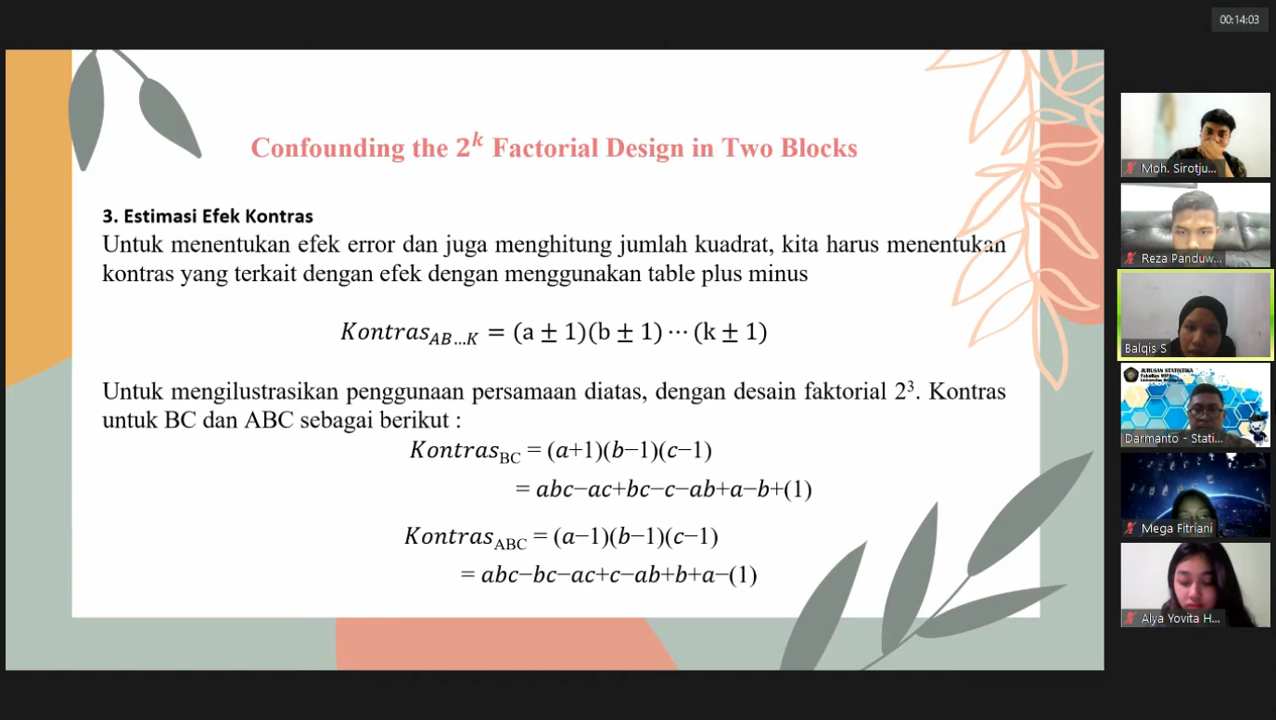 00:14:03
Confounding the 2ᵏ Factorial Design in Two Blocks
3. Estimasi Efek Kontras
Untuk menentukan efek error dan juga menghitung jumlah kuadrat, kita harus menentukan
kontras yang terkait dengan efek dengan menggunakan table plus minus
Kontras_AB…K = (a ± 1)(b ± 1) ⋯ (k ± 1)
Untuk mengilustrasikan penggunaan persamaan diatas, dengan desain faktorial 2³. Kontras
untuk BC dan ABC sebagai berikut :
Kontras_BC = (a+1)(b−1)(c−1)
= abc−ac+bc−c−ab+a−b+(1)
Kontras_ABC = (a−1)(b−1)(c−1)
= abc−bc−ac+c−ab+b+a−(1)
Moh. Sirotju...
Reza Panduw...
Balqis S
JURUSAN STATISTIKA
Darmanto - Stati...
Mega Fitriani
Alya Yovita H...